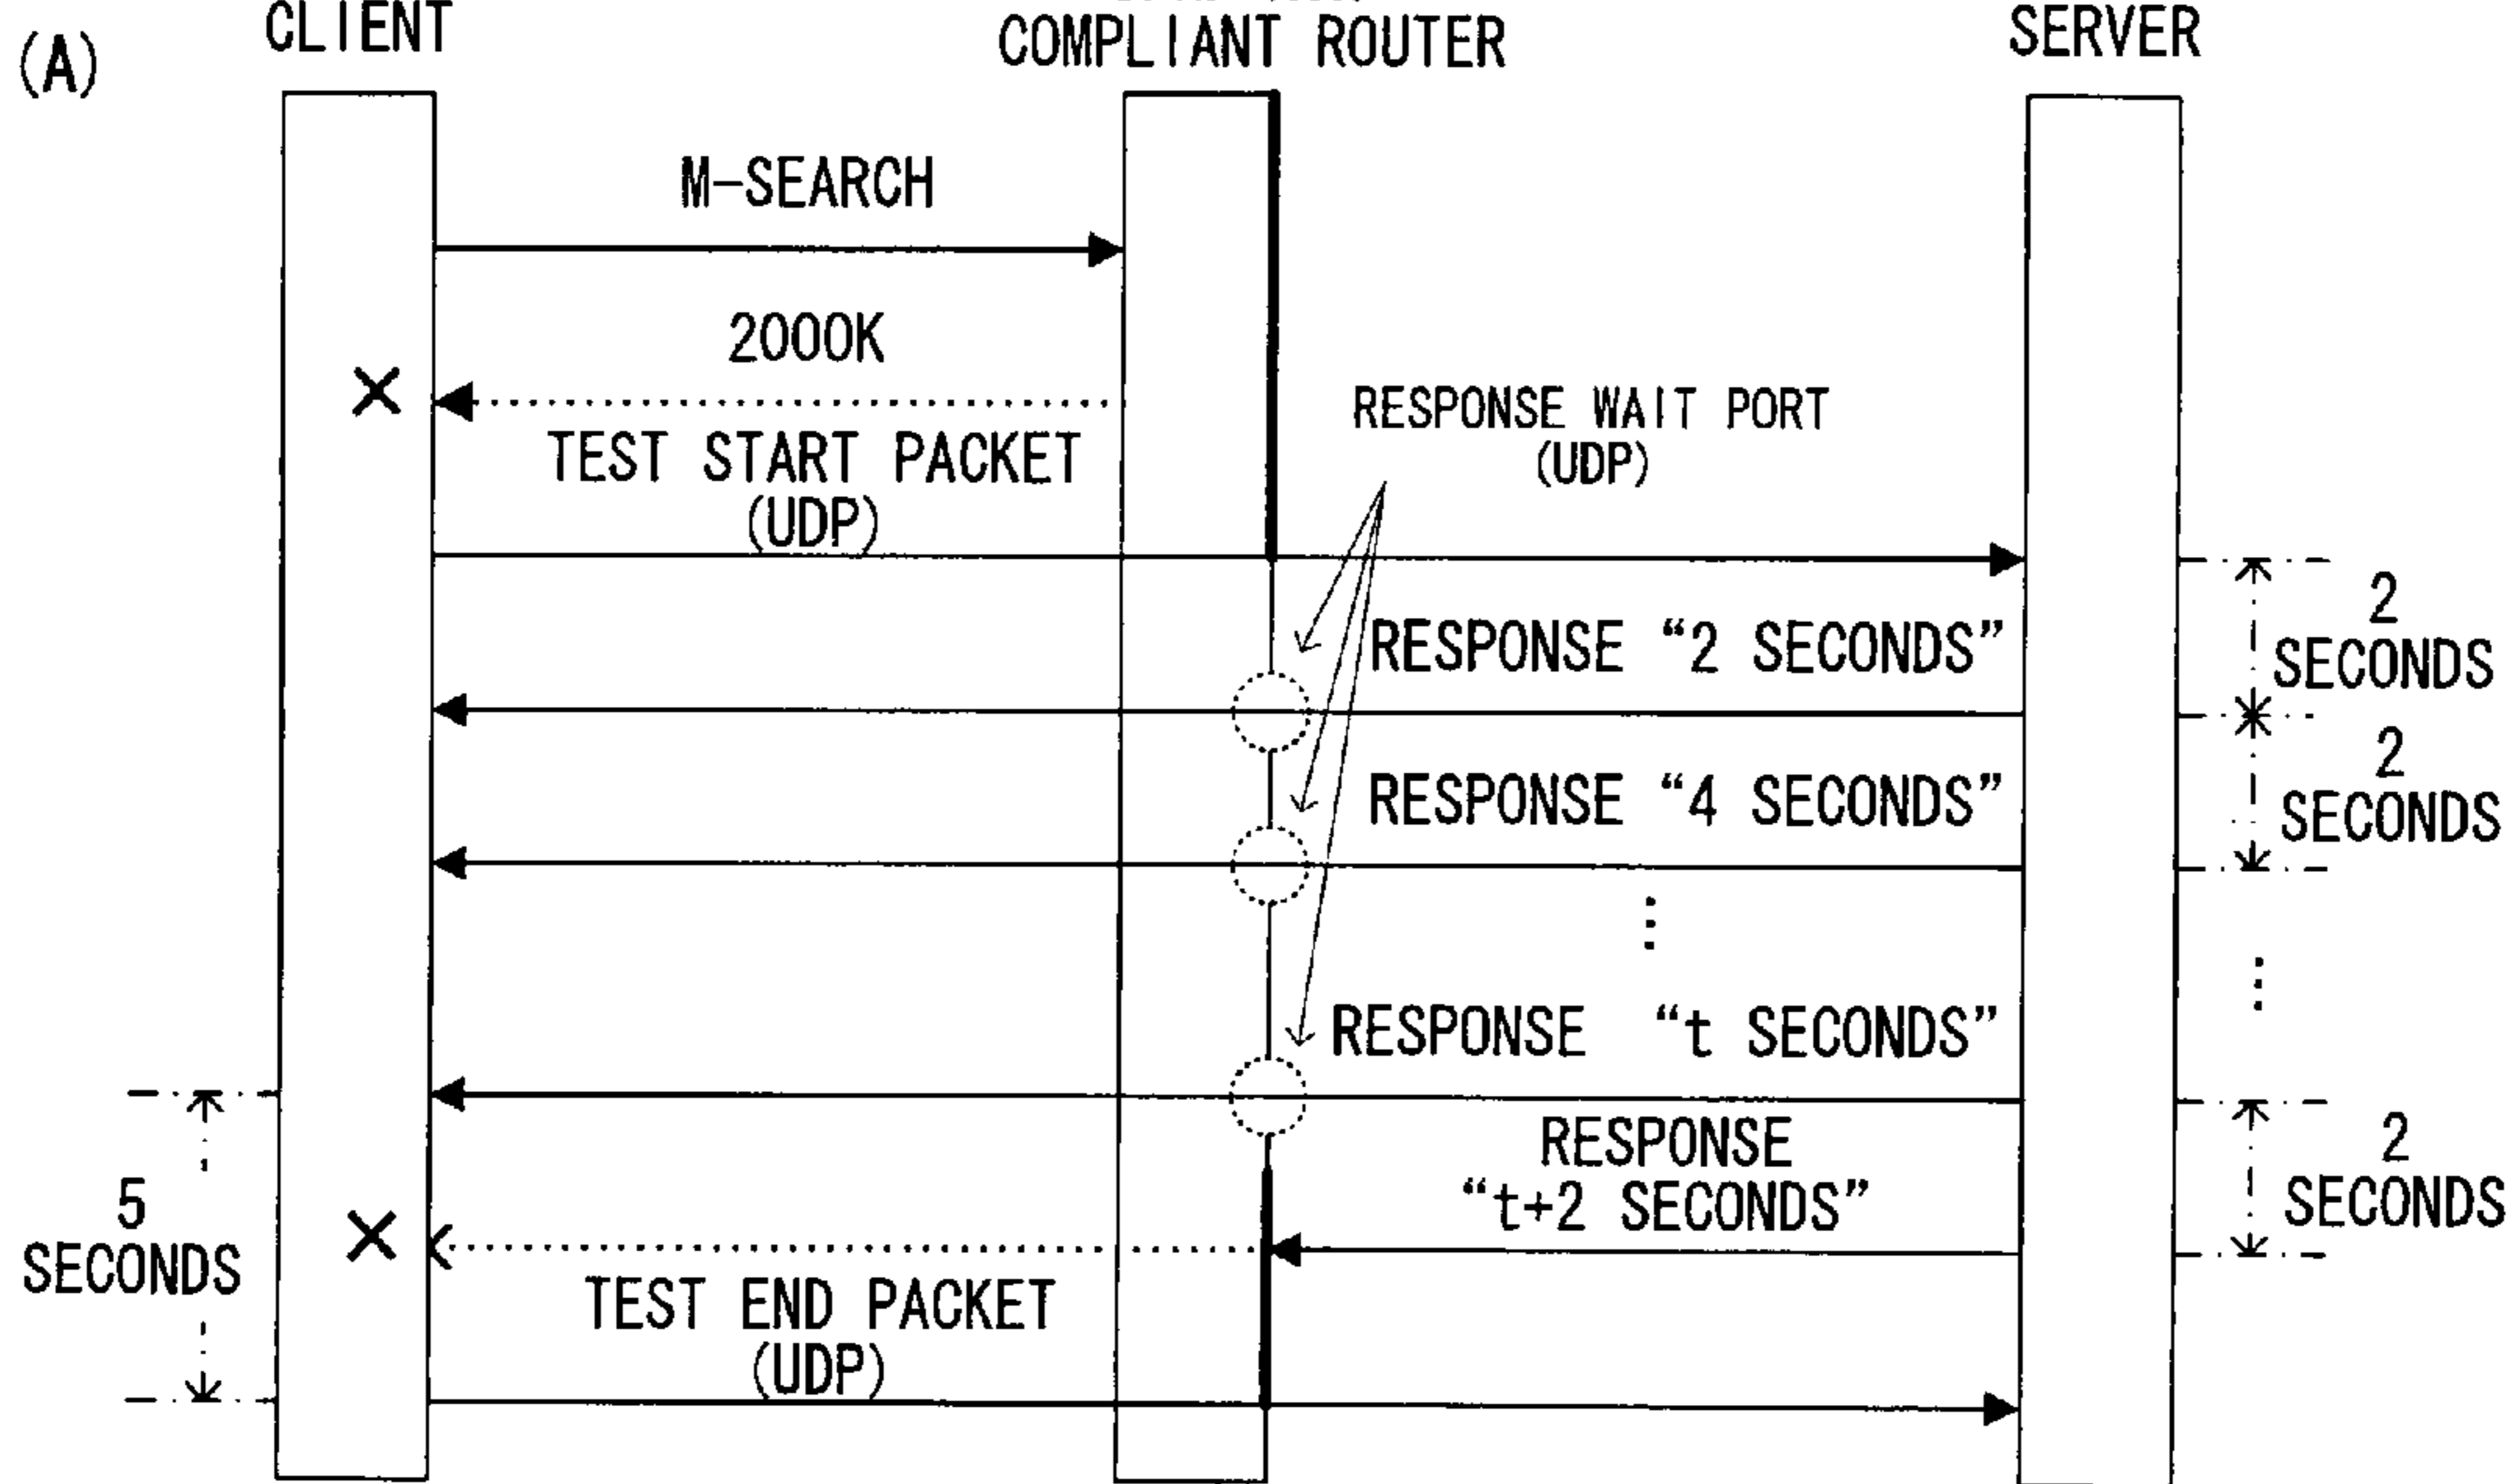 (A)
CLIENT
COMPLIANT ROUTER
SERVER
M-SEARCH
2000K
×
RESPONSE WAIT PORT
(UDP)
TEST START PACKET
(UDP)
2
SECONDS
RESPONSE “2 SECONDS”
2
SECONDS
RESPONSE “4 SECONDS”
RESPONSE “t SECONDS”
RESPONSE
“t+2 SECONDS”
2
SECONDS
5
SECONDS
×
TEST END PACKET
(UDP)